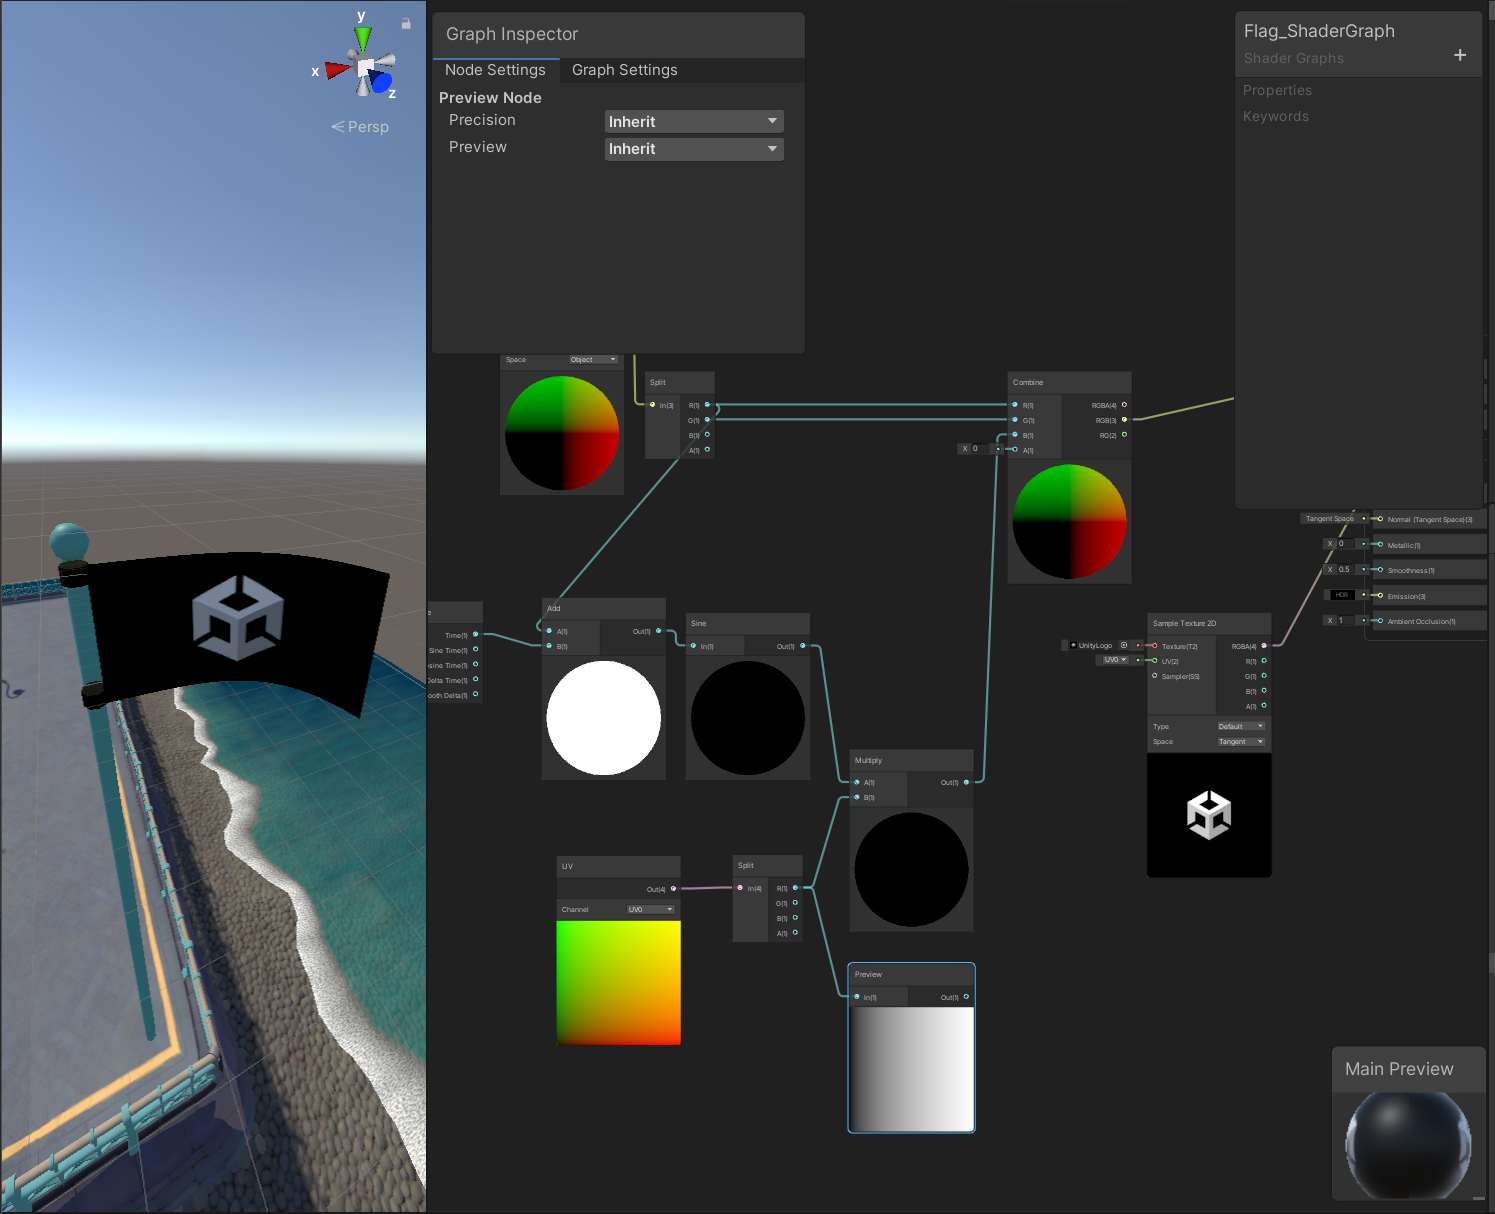 y
x
z
Persp
Graph Inspector
Node Settings
Graph Settings
Preview Node
Precision
Inherit
Preview
Inherit
Flag_ShaderGraph
Shader Graphs
+
Properties
Keywords
Space
Object
Split
In(3)
R(1)
G(1)
B(1)
A(1)
Combine
R(1)
G(1)
B(1)
A(1)
RGBA(4)
RGB(3)
RG(2)
X 0
Tangent Space
Normal (Tangent Space)(3)
X 0
Metallic(1)
X 0.5
Smoothness(1)
HDR
Emission(3)
X 1
Ambient Occlusion(1)
e
Time(1)
Sine Time(1)
osine Time(1)
Delta Time(1)
ooth Delta(1)
Add
A(1)
B(1)
Out(1)
Sine
In(1)
Out(1)
Sample Texture 2D
UnityLogo
Texture(T2)
UV0
UV(2)
Sampler(SS)
RGBA(4)
R(1)
G(1)
B(1)
A(1)
Type
Default
Space
Tangent
Multiply
A(1)
B(1)
Out(1)
UV
Out(4)
Channel
UV0
Split
In(4)
R(1)
G(1)
B(1)
A(1)
Preview
In(1)
Out(1)
Main Preview